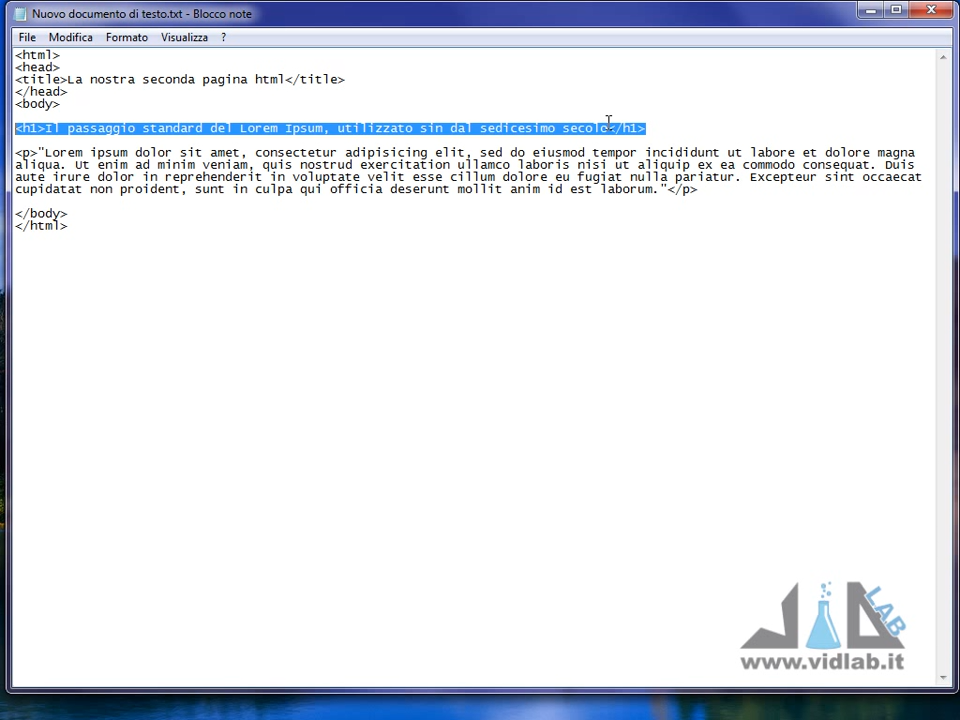 Nuovo documento di testo.txt - Blocco note
File Modifica Formato Visualizza ?
<html>
<head>
<title>La nostra seconda pagina html</title>
</head>
<body>
<h1>Il passaggio standard del Lorem Ipsum, utilizzato sin dal sedicesimo secolo</h1>
<p>"Lorem ipsum dolor sit amet, consectetur adipisicing elit, sed do eiusmod tempor incididunt ut labore et dolore magna
aliqua. Ut enim ad minim veniam, quis nostrud exercitation ullamco laboris nisi ut aliquip ex ea commodo consequat. Duis
aute irure dolor in reprehenderit in voluptate velit esse cillum dolore eu fugiat nulla pariatur. Excepteur sint occaecat
cupidatat non proident, sunt in culpa qui officia deserunt mollit anim id est laborum."</p>
</body>
</html>
LAB
www.vidlab.it